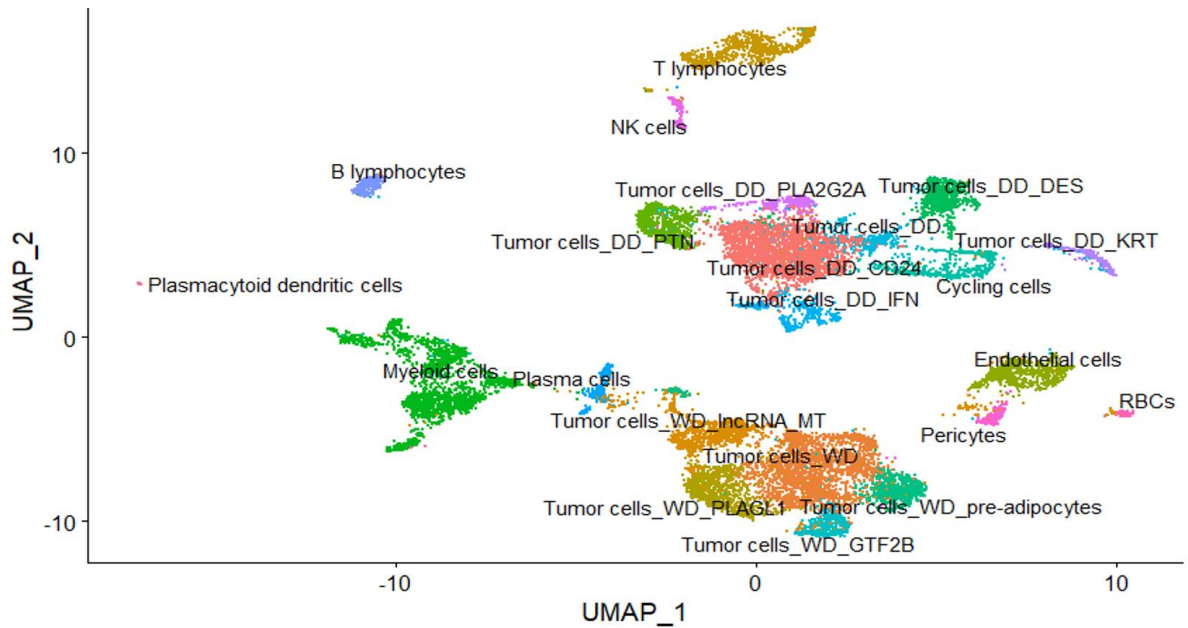 T lymphocytes
NK cells
10
B lymphocytes
Tumor cells_DD_PLA2G2A
Tumor cells_DD_DES
Tumor cells_DD_PTN
Tumor cells_DD
Tumor cells_DD_KRT
Tumor cells_DD_CD24
Cycling cells
Plasmacytoid dendritic cells
Tumor cells_DD_IFN
UMAP_2
0
Myeloid cells
Plasma cells
Endothelial cells
RBCs
Tumor cells_WD_lncRNA_MT
Pericytes
Tumor cells_WD
Tumor cells_WD_PLAGL1
Tumor cells_WD_pre-adipocytes
-10
Tumor cells_WD_GTF2B
-10
0
10
UMAP_1